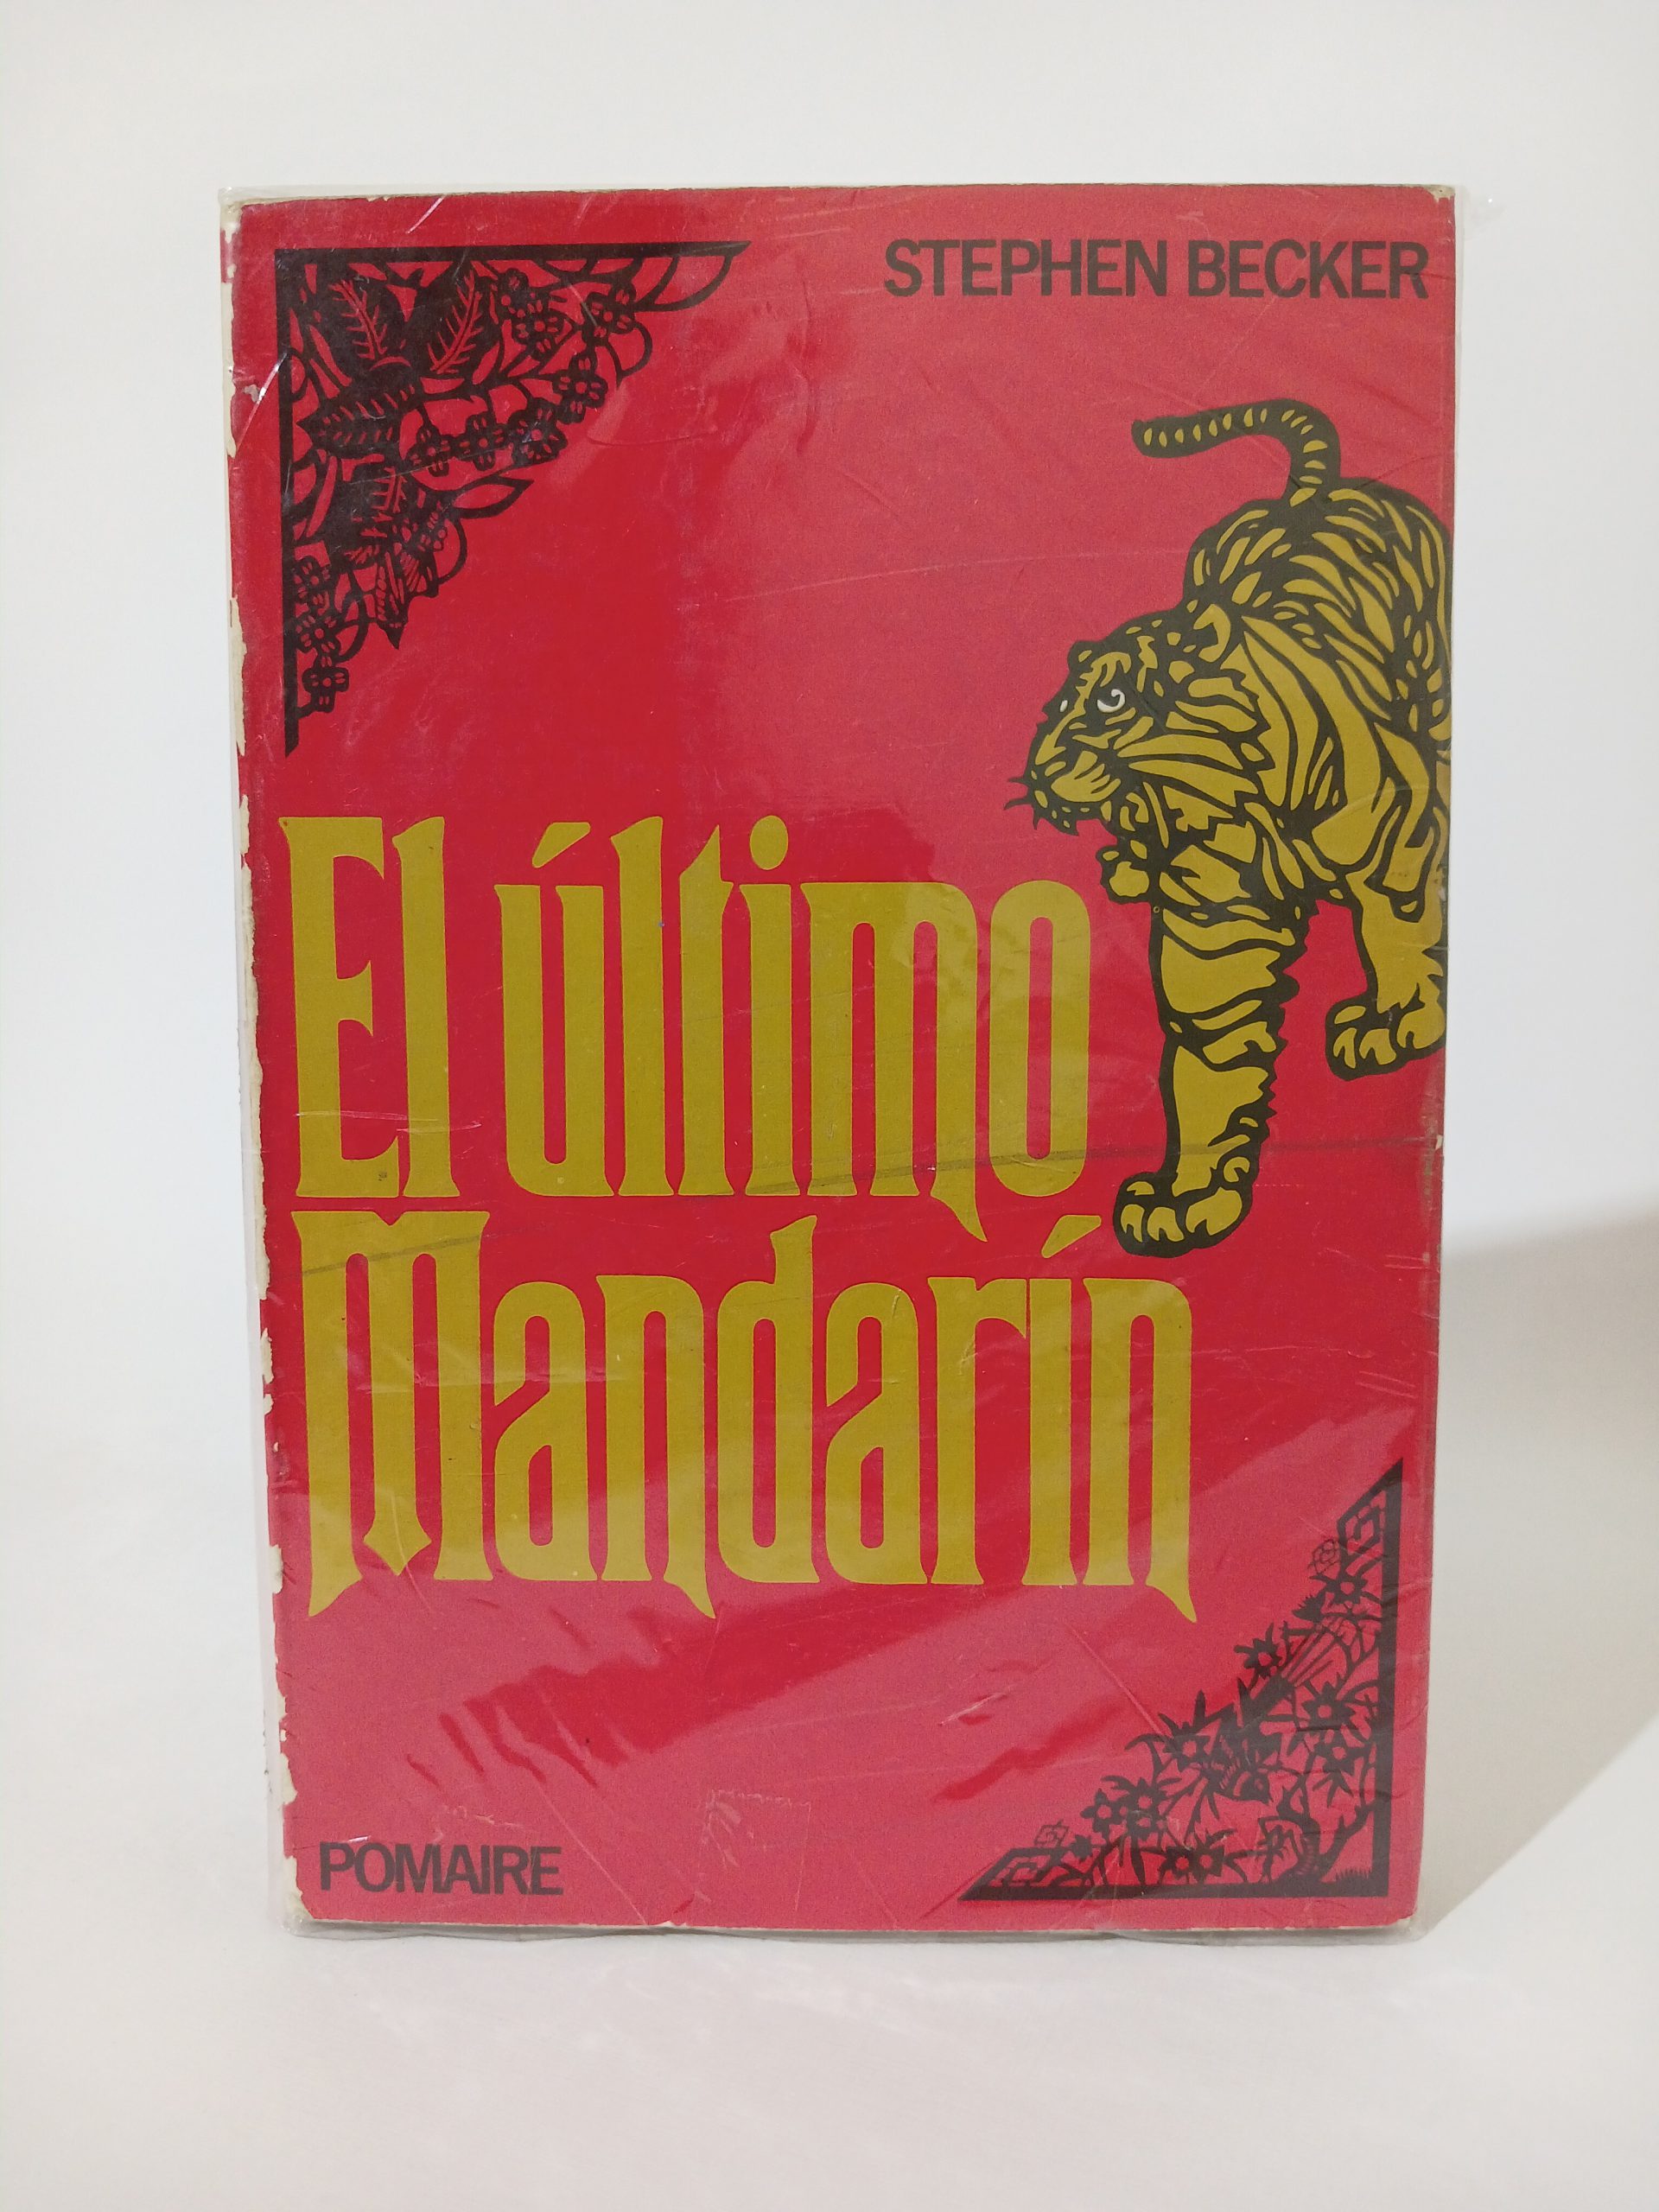 STEPHEN BECKER
El último
Mandarín
POMAIRE